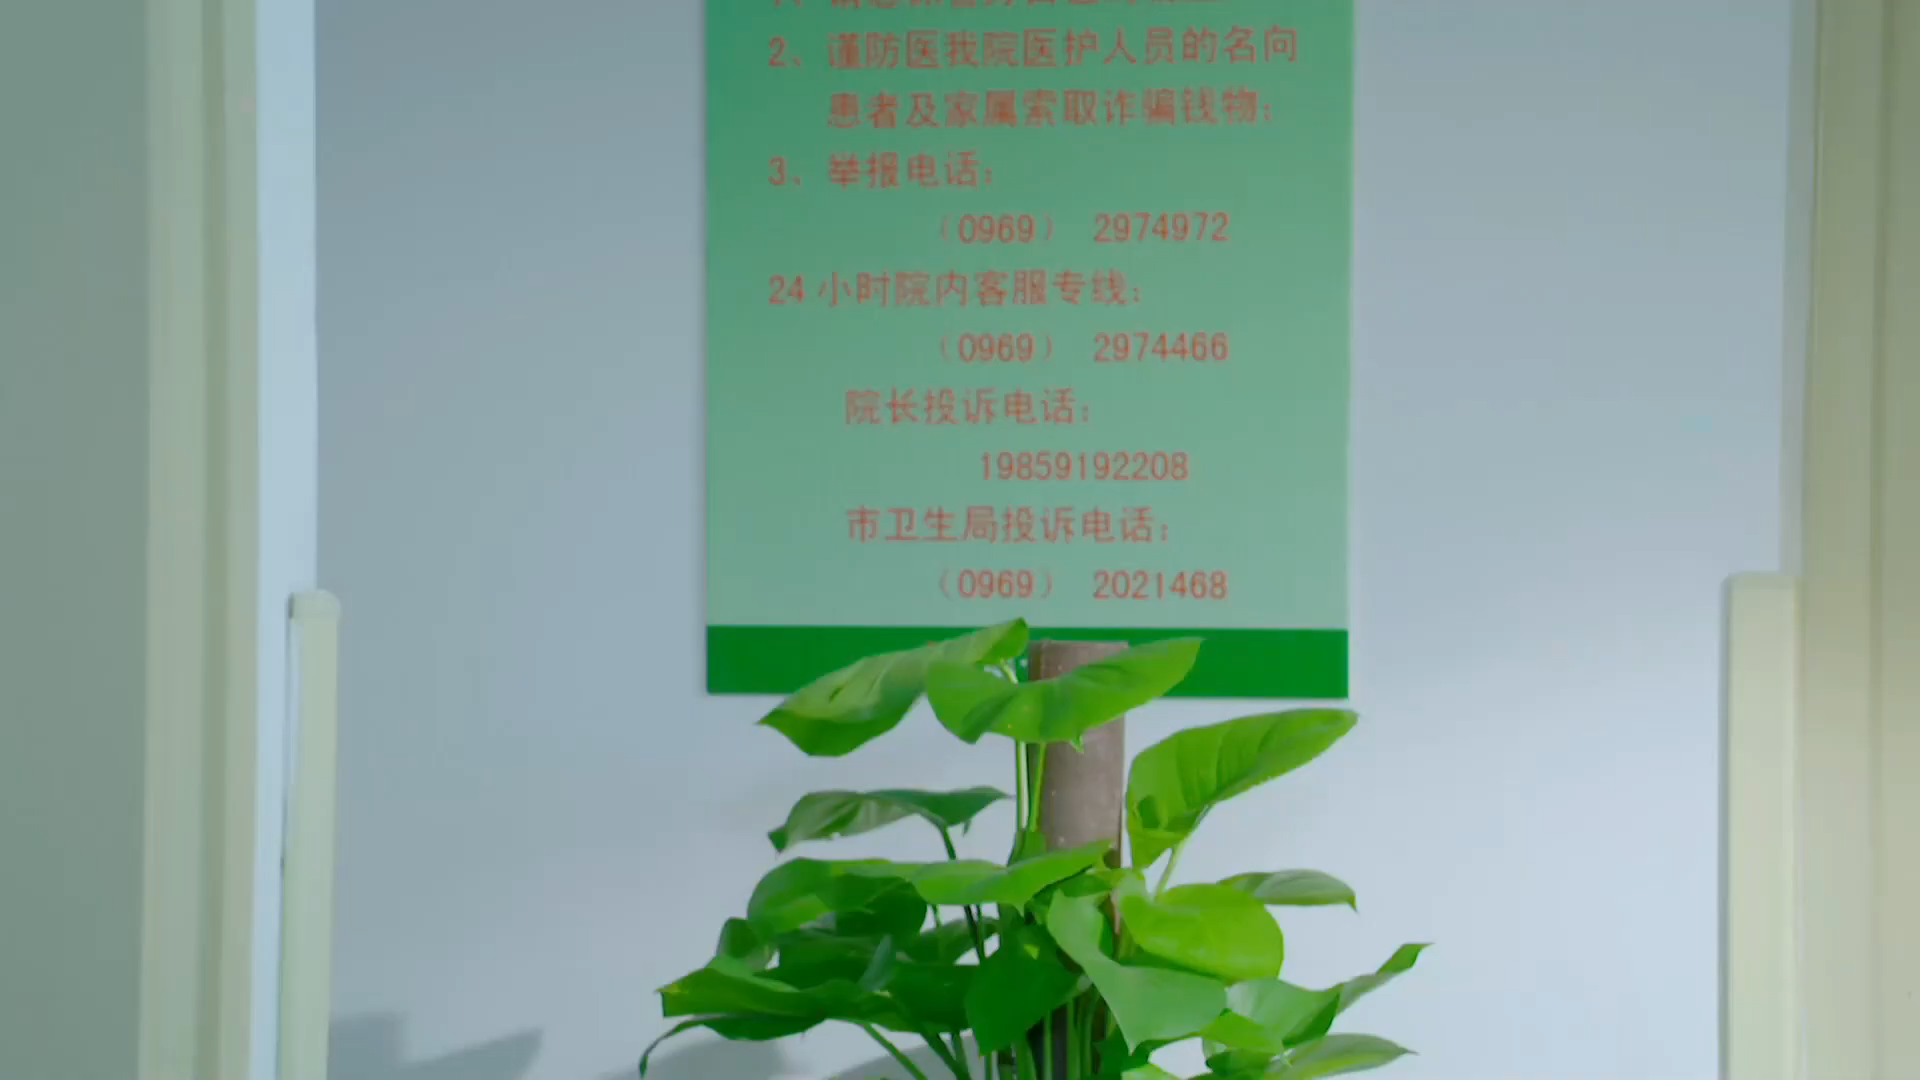 2、谨防医我院医护人员的名向
患者及家属索取诈骗钱物;
3、举报电话:
(0969) 2974972
24小时院内客服专线:
(0969) 2974466
院长投诉电话:
19859192208
市卫生局投诉电话:
(0969) 2021468